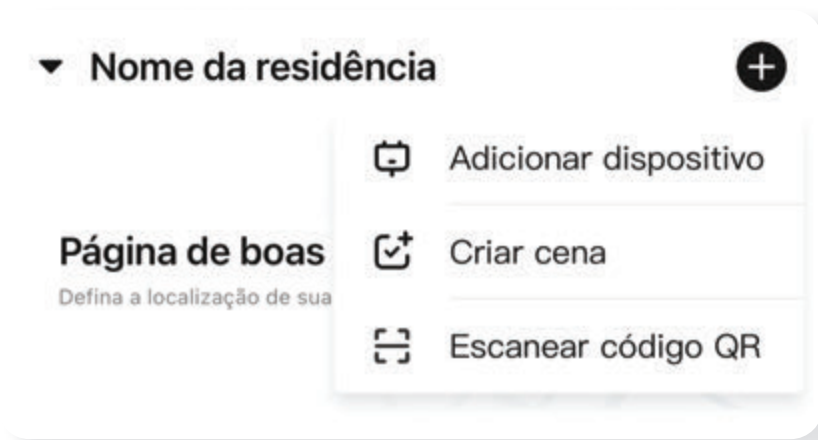 Nome da residência
Adicionar dispositivo
Página de boas
Criar cena
Defina a localização de sua
Escanear código QR